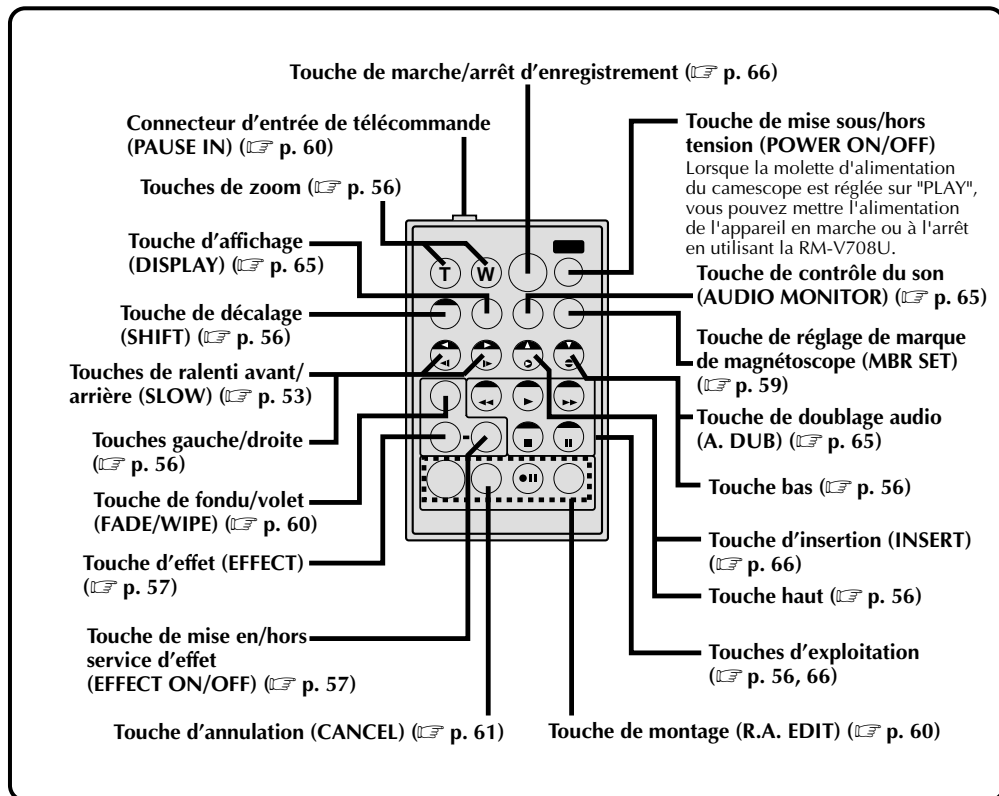 Touche de marche/arrêt d'enregistrement (☞ p. 66)
Connecteur d'entrée de télécommande
(PAUSE IN) (☞ p. 60)
Touches de zoom (☞ p. 56)
Touche d'affichage
(DISPLAY) (☞ p. 65)
Touche de décalage
(SHIFT) (☞ p. 56)
Touches de ralenti avant/
arrière (SLOW) (☞ p. 53)
Touches gauche/droite
(☞ p. 56)
Touche de fondu/volet
(FADE/WIPE) (☞ p. 60)
Touche d'effet (EFFECT)
(☞ p. 57)
Touche de mise en/hors
service d'effet
(EFFECT ON/OFF) (☞ p. 57)
Touche d'annulation (CANCEL) (☞ p. 61)
T W
Touche de mise sous/hors
tension (POWER ON/OFF)
Lorsque la molette d'alimentation
du camescope est réglée sur "PLAY",
vous pouvez mettre l'alimentation
de l'appareil en marche ou à l'arrêt
en utilisant la RM-V708U.
Touche de contrôle du son
(AUDIO MONITOR) (☞ p. 65)
Touche de réglage de marque
de magnétoscope (MBR SET)
(☞ p. 59)
Touche de doublage audio
(A. DUB) (☞ p. 65)
Touche bas (☞ p. 56)
Touche d'insertion (INSERT)
(☞ p. 66)
Touche haut (☞ p. 56)
Touches d'exploitation
(☞ p. 56, 66)
Touche de montage (R.A. EDIT) (☞ p. 60)